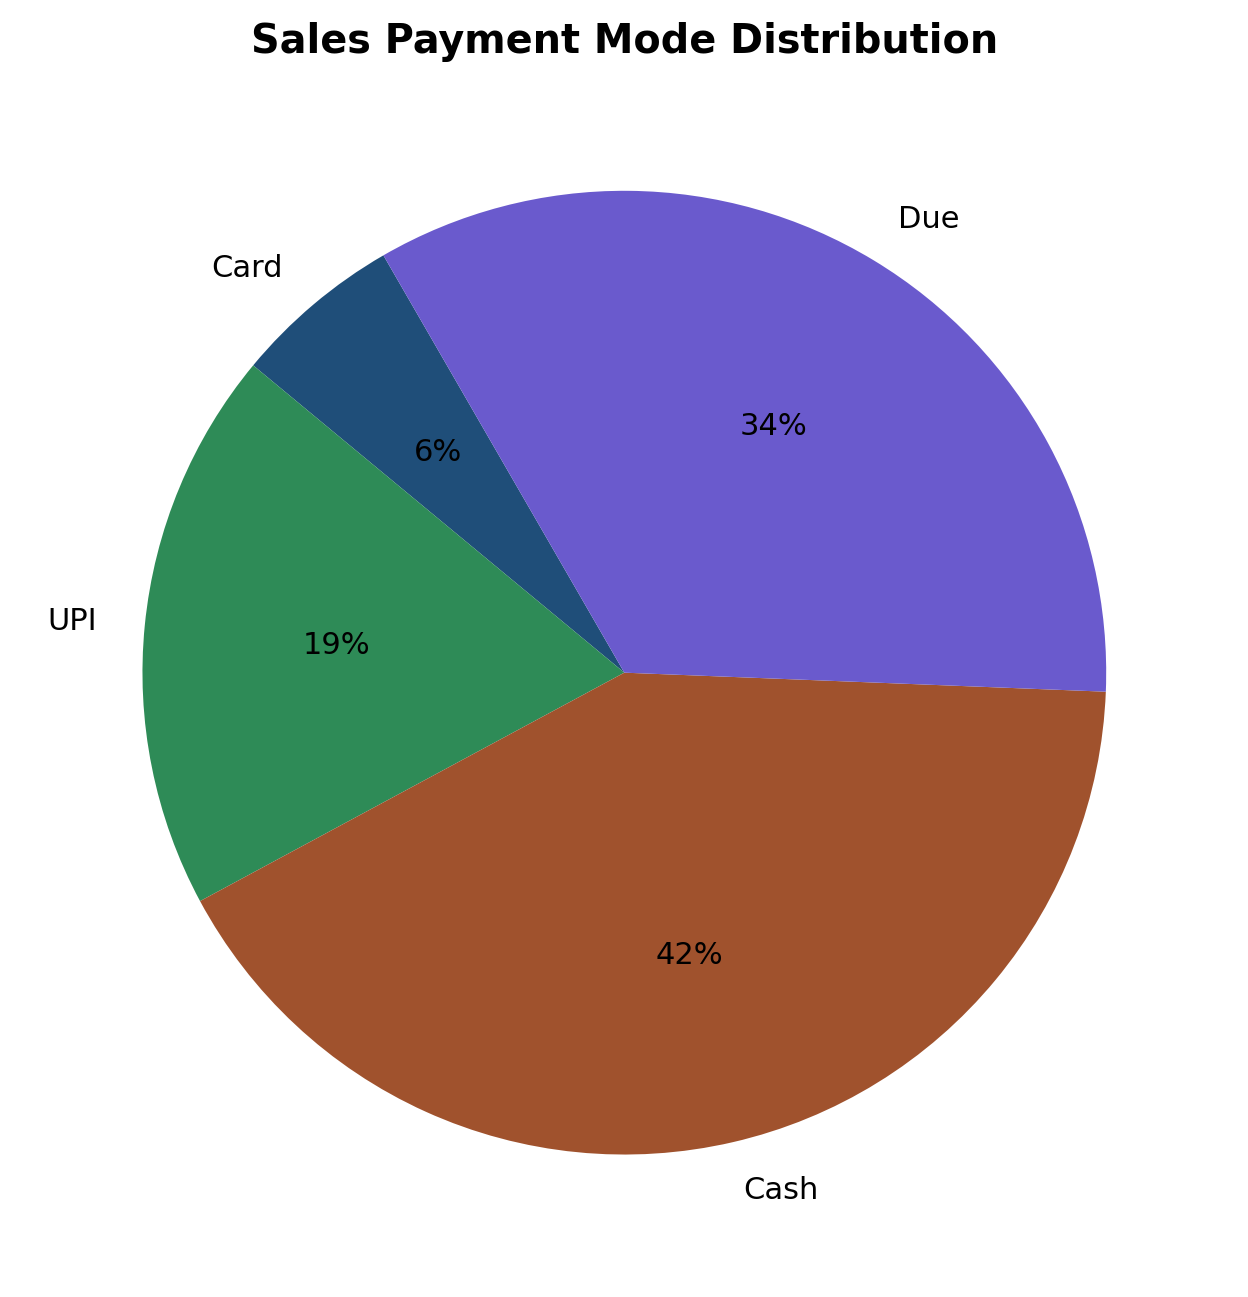 Sales Payment Mode Distribution
Due
Card
34%
6%
UPI
19%
42%
Cash